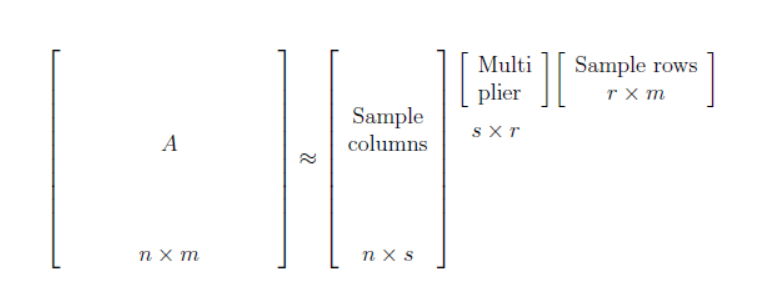 A
n × m
≈
Sample
columns
n × s
Multi
plier
s × r
Sample rows
r × m